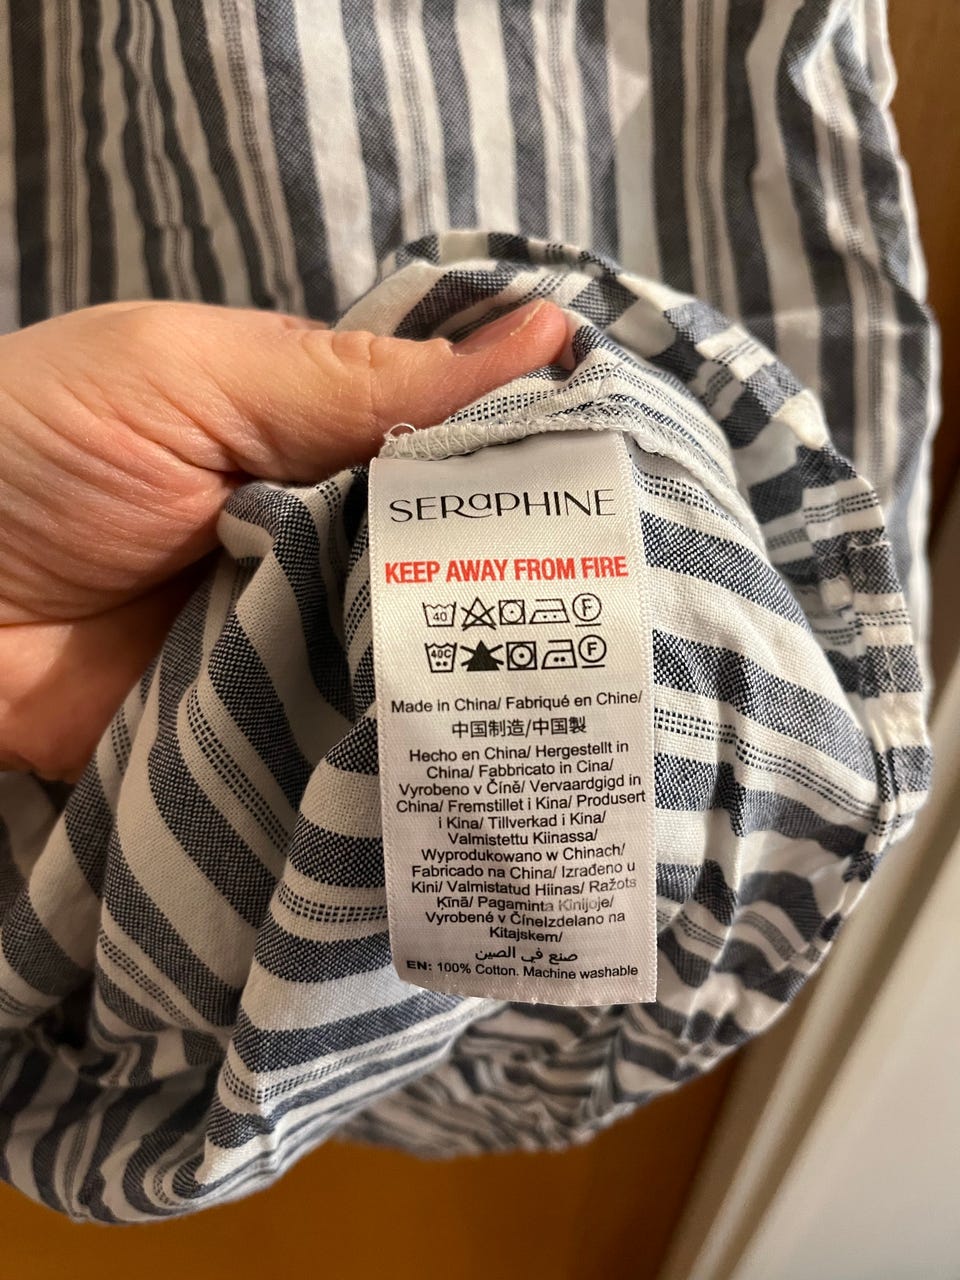 SERaPHINE
KEEP AWAY FROM FIRE
40 F
40C F
Made in China/ Fabriqué en Chine/
中国制造/中国製
Hecho en China/ Hergestellt in
China/ Fabbricato in Cina/
Vyrobeno v Číně/ Vervaardgigd in
China/ Fremstillet i Kina/ Produsert
i Kina/ Tillverkad i Kina/
Valmistettu Kiinassa/
Wyprodukowano w Chinach/
Fabricado na China/ Izrađeno u
Kini/ Valmistatud Hiinas/ Ražots
Ķīnā/ Pagaminta Kinijoje/
Vyrobené v ČíneIzdelano na
Kitajskem/
صنع في الصين
EN: 100% Cotton. Machine washable